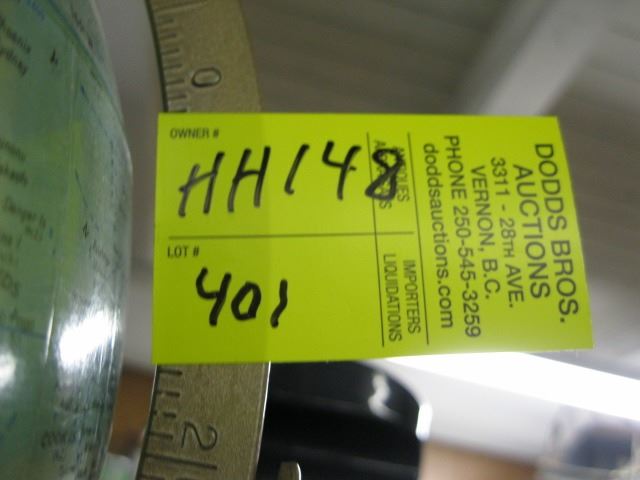 OWNER #
HH148
LOT #
401
DODDS BROS.
AUCTIONS
3311 - 28TH AVE.
VERNON, B.C.
PHONE 250-545-3259
doddsauctions.com
IMPORTERS
LIQUIDATIONS
0
2